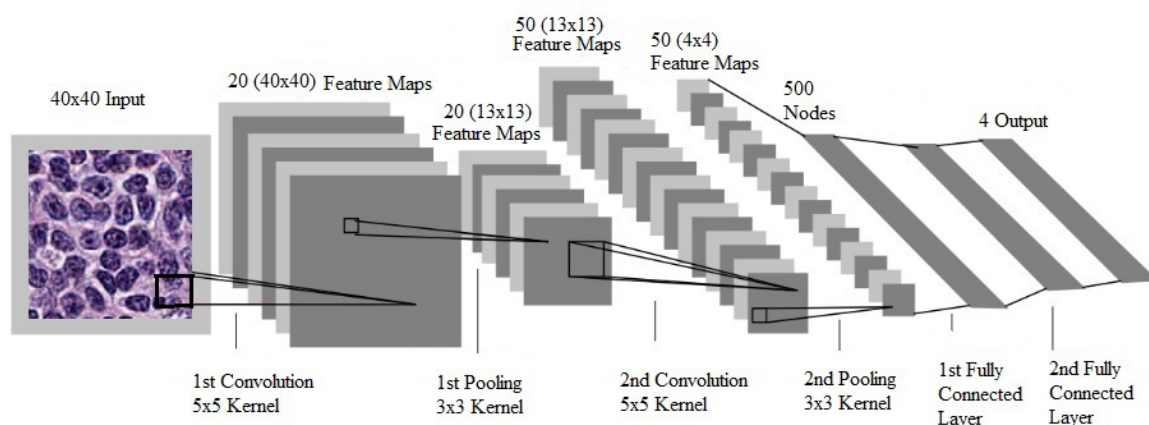 40x40 Input
20 (40x40) Feature Maps
20 (13x13)
Feature Maps
50 (13x13)
Feature Maps
50 (4x4)
Feature Maps
500
Nodes
4 Output
1st Convolution
5x5 Kernel
1st Pooling
3x3 Kernel
2nd Convolution
5x5 Kernel
2nd Pooling
3x3 Kernel
1st Fully
Connected
Layer
2nd Fully
Connected
Layer